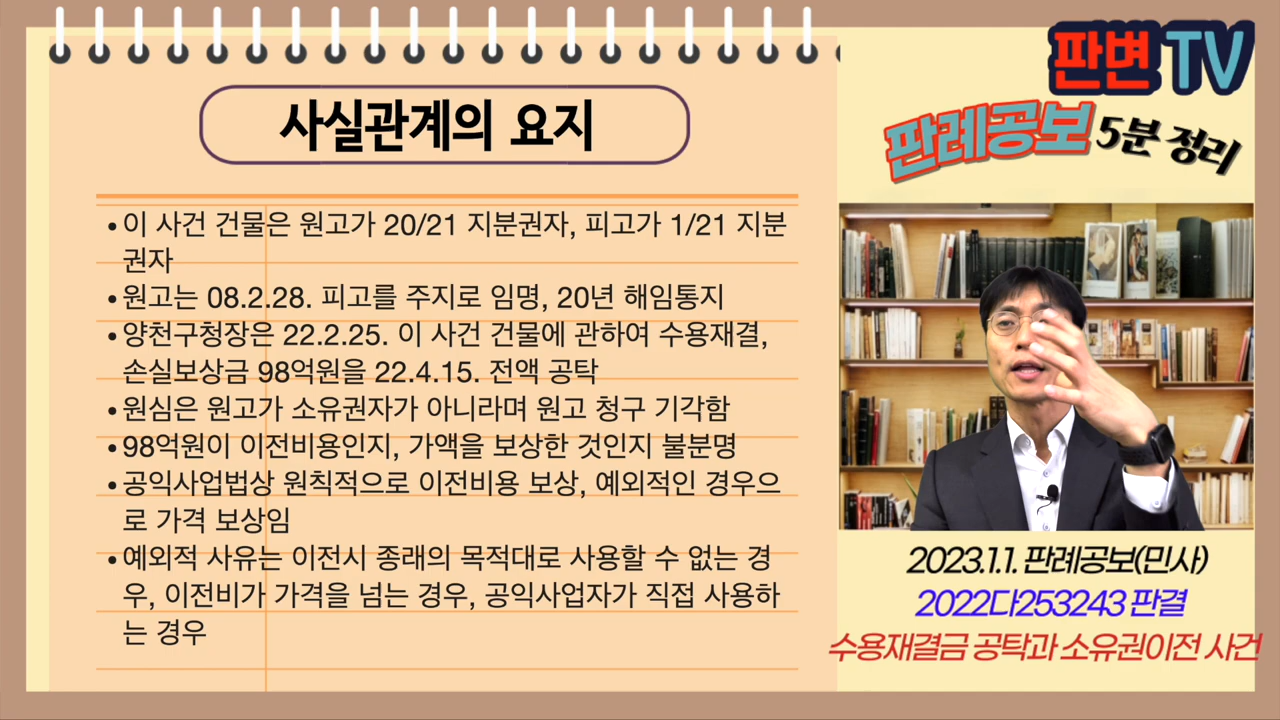 판변 TV
판례공보 5분 정리
사실관계의 요지
•이 사건 건물은 원고가 20/21 지분권자, 피고가 1/21 지분
권자
•원고는 08.2.28. 피고를 주지로 임명, 20년 해임통지
•양천구청장은 22.2.25. 이 사건 건물에 관하여 수용재결,
손실보상금 98억원을 22.4.15. 전액 공탁
•원심은 원고가 소유권자가 아니라며 원고 청구 기각함
•98억원이 이전비용인지, 가액을 보상한 것인지 불분명
•공익사업법상 원칙적으로 이전비용 보상, 예외적인 경우으
로 가격 보상임
•예외적 사유는 이전시 종래의 목적대로 사용할 수 없는 경
우, 이전비가 가격을 넘는 경우, 공익사업자가 직접 사용하
는 경우
2023.1.1. 판례공보(민사)
2022다253243 판결
수용재결금 공탁과 소유권이전 사건